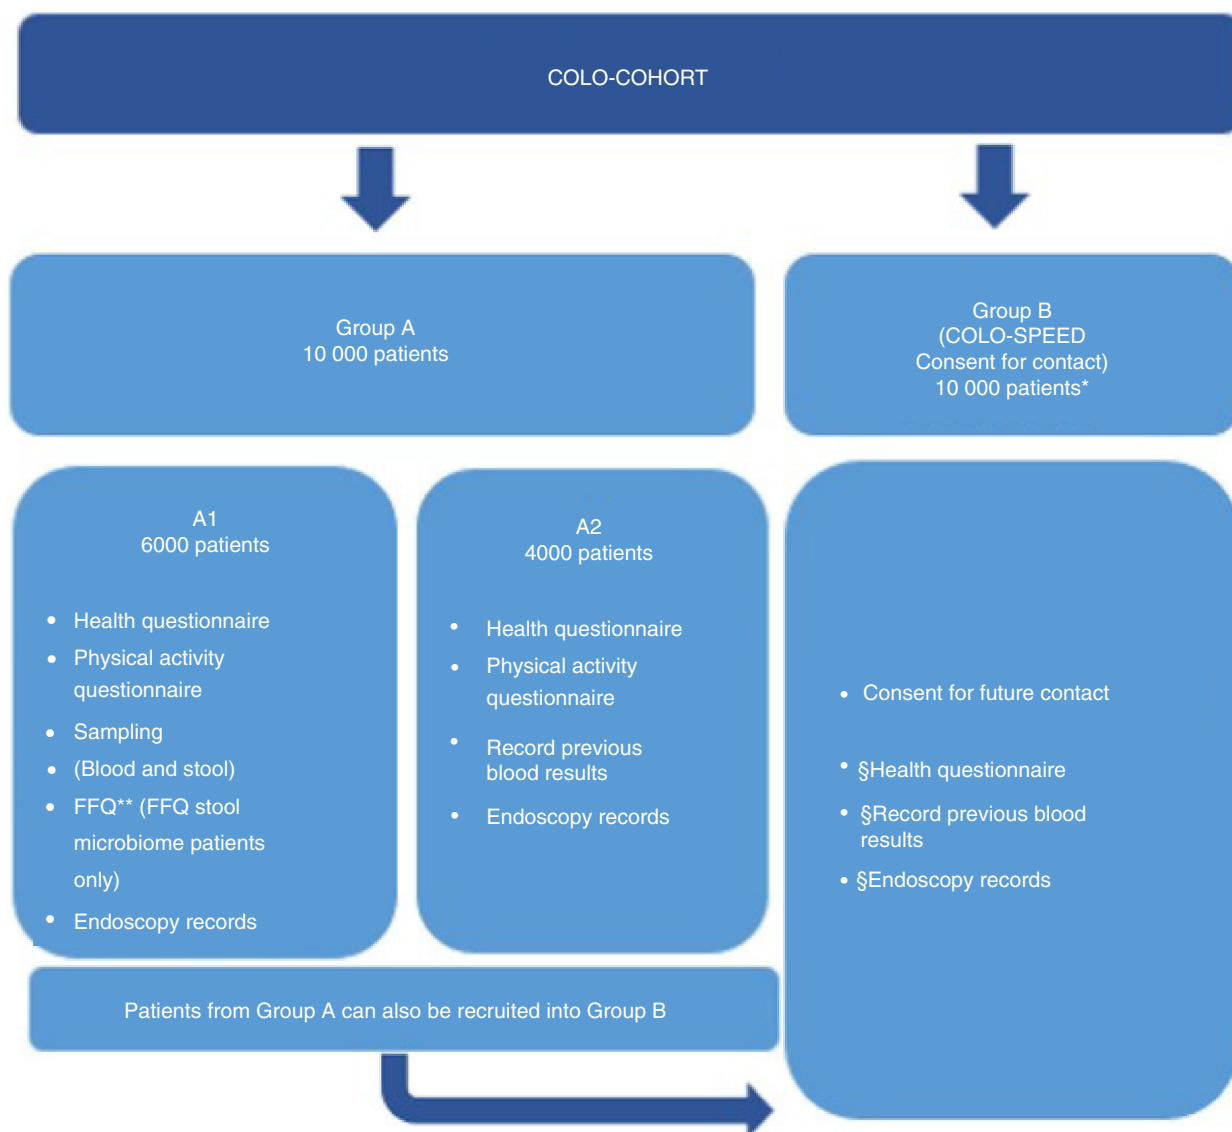 COLO-COHORT
Group A
10 000 patients
Group B
(COLO-SPEED
Consent for contact)
10 000 patients*
A1
6000 patients
• Health questionnaire
• Physical activity
questionnaire
• Sampling
• (Blood and stool)
• FFQ** (FFQ stool
microbiome patients
only)
• Endoscopy records
A2
4000 patients
• Health questionnaire
• Physical activity
questionnaire
• Record previous
blood results
• Endoscopy records
• Consent for future contact
• §Health questionnaire
• §Record previous blood
results
• §Endoscopy records
Patients from Group A can also be recruited into Group B